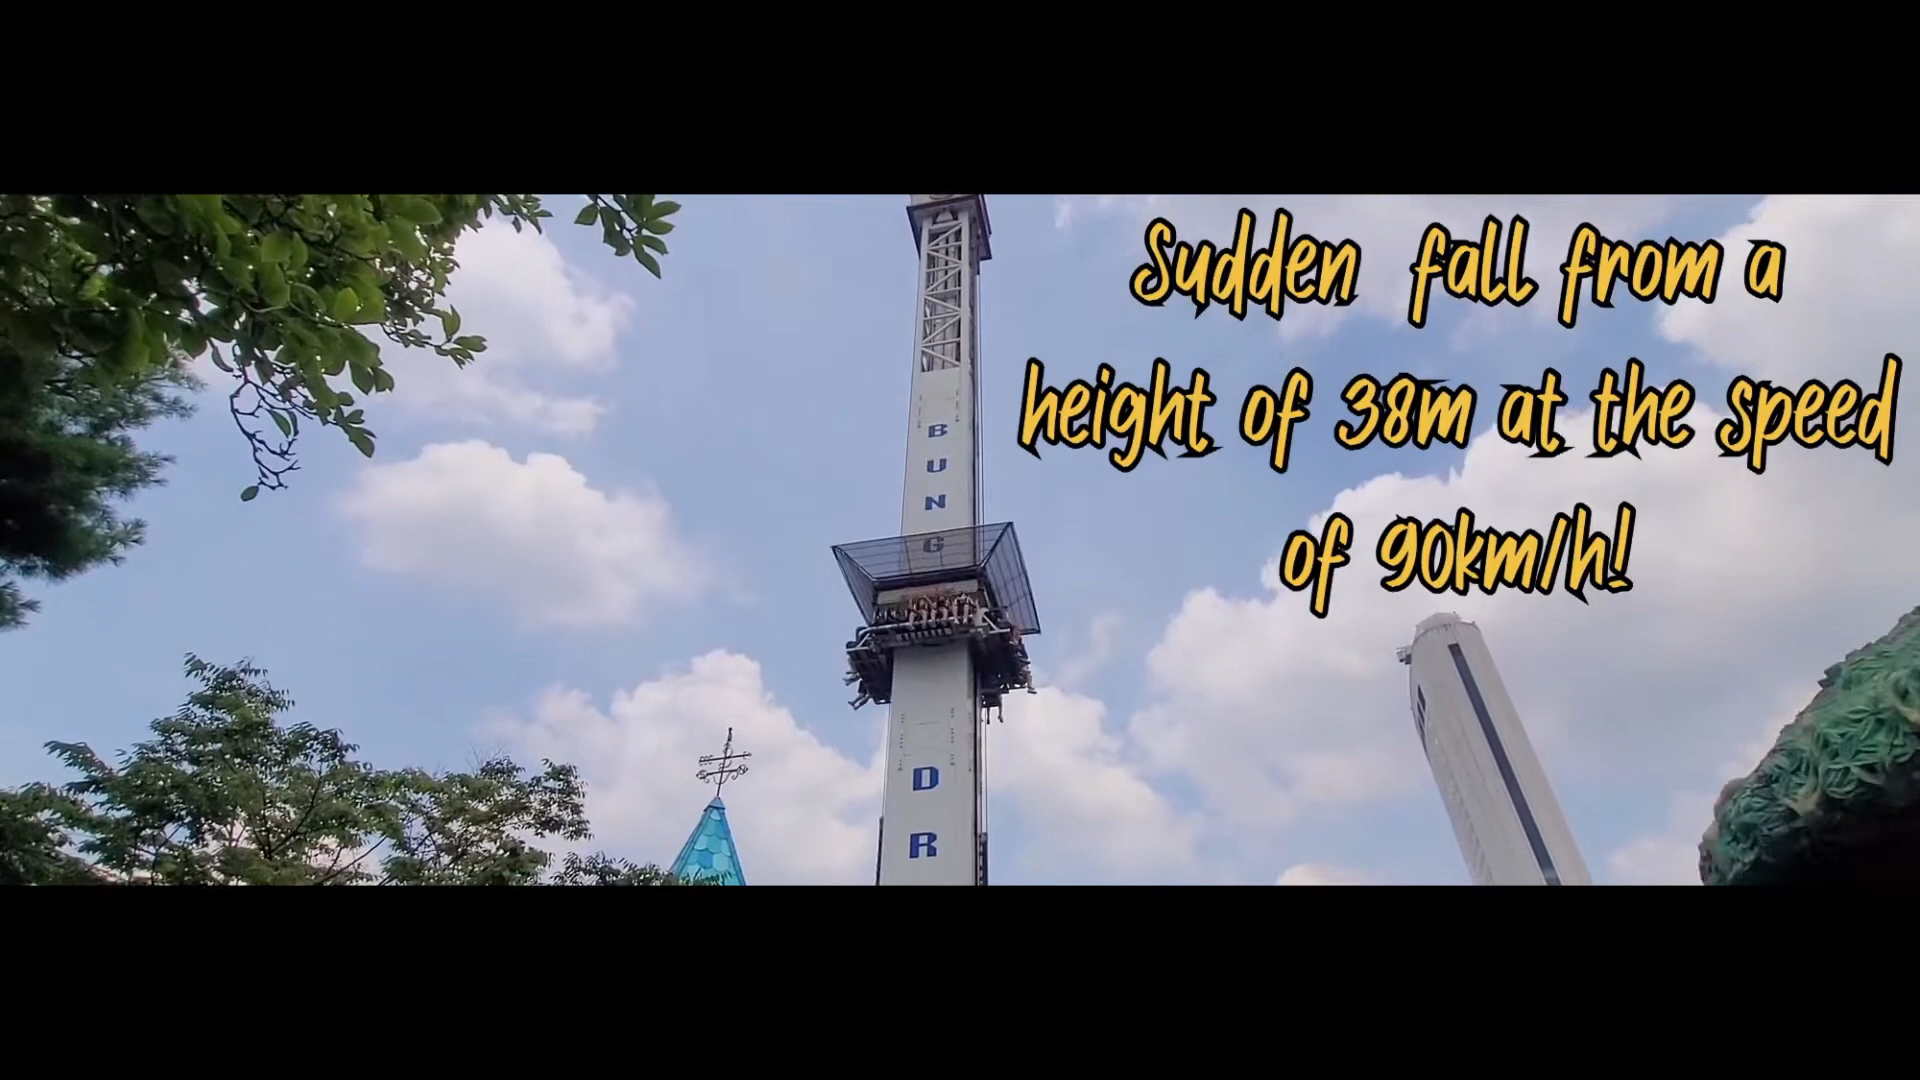 Sudden fall from a
height of 38m at the speed
of 90km/h!
B
U
N
G
D
R